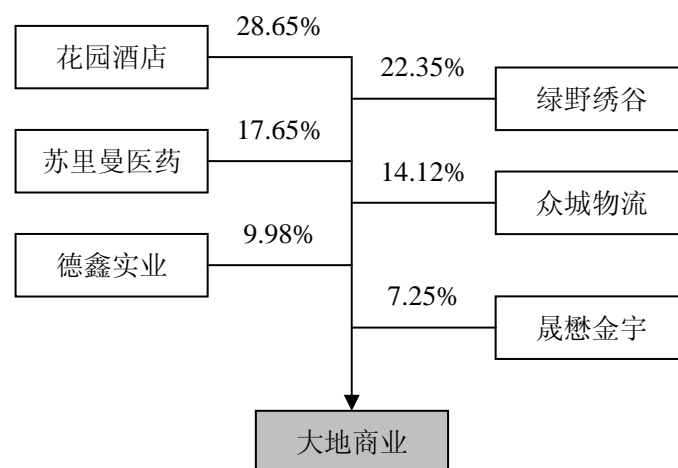 28.65%
花园酒店
22.35%
绿野绣谷
17.65%
苏里曼医药
14.12%
众城物流
9.98%
德鑫实业
7.25%
晟懋金宇
大地商业